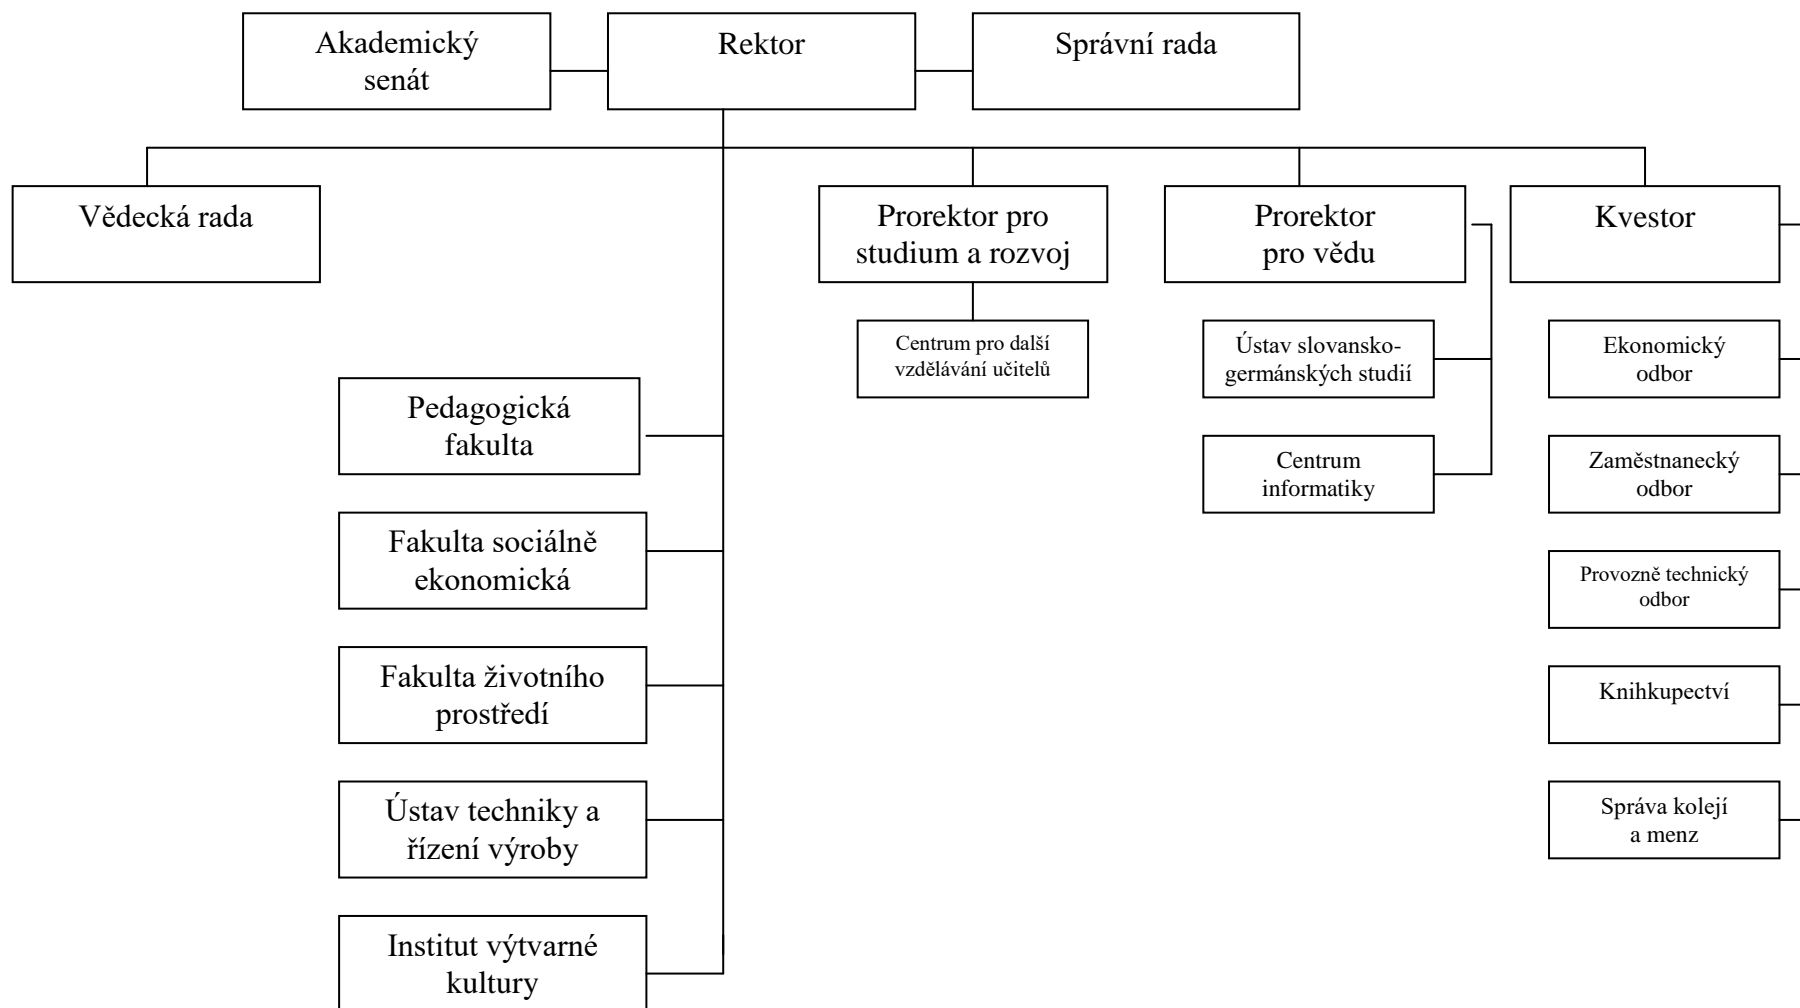 Akademický
senát
Rektor
Správní rada
Vědecká rada
Prorektor pro
studium a rozvoj
Prorektor
pro vědu
Kvestor
Centrum pro další
vzdělávání učitelů
Ústav slovansko-
germánských studií
Ekonomický
odbor
Pedagogická
fakulta
Centrum
informatiky
Zaměstnanecký
odbor
Fakulta sociálně
ekonomická
Provozně technický
odbor
Fakulta životního
prostředí
Knihkupectví
Ústav techniky a
řízení výroby
Správa kolejí
a menz
Institut výtvarné
kultury